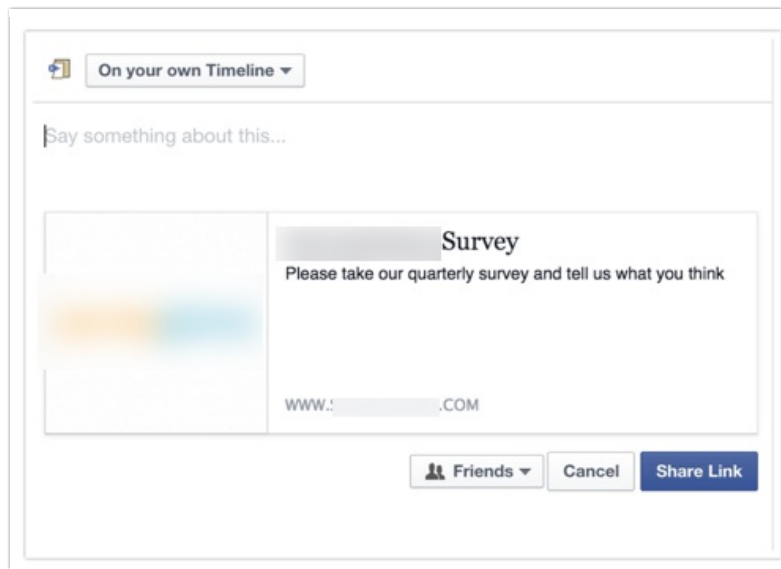 On your own Timeline
Say something about this...
Survey
Please take our quarterly survey and tell us what you think
WWW. .COM
Friends
Cancel
Share Link